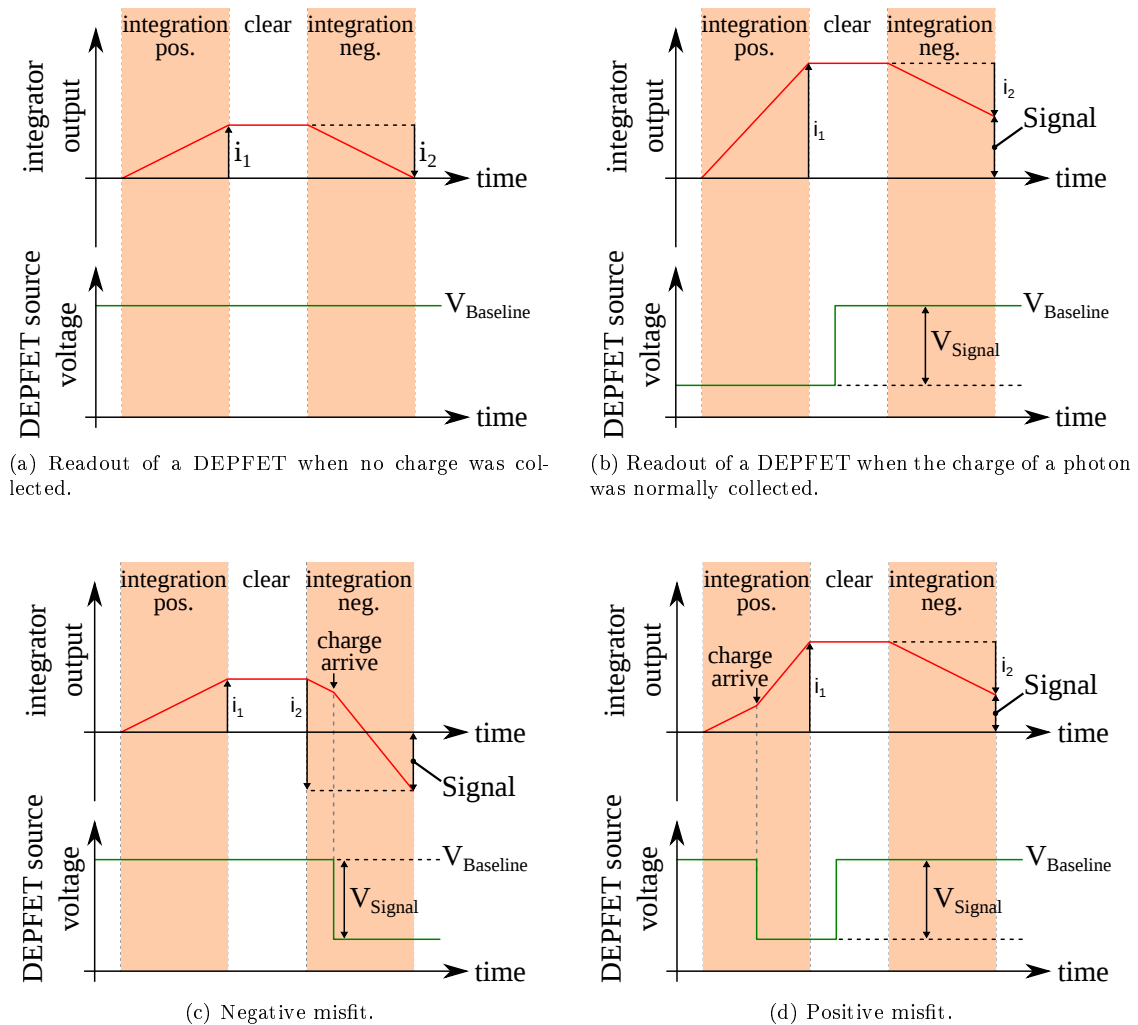 integration pos.
clear
integration neg.
integrator output
i1
i2
time
DEPFET source voltage
VBaseline
time
(a) Readout of a DEPFET when no charge was col-
lected.
integration pos.
clear
integration neg.
integrator output
i1
i2
Signal
time
DEPFET source voltage
VBaseline
VSignal
time
(b) Readout of a DEPFET when the charge of a photon
was normally collected.
integration pos.
clear
integration neg.
charge arrive
integrator output
i1
i2
time
Signal
DEPFET source voltage
VBaseline
VSignal
time
(c) Negative misfit.
integration pos.
clear
integration neg.
charge arrive
integrator output
i1
i2
Signal
time
DEPFET source voltage
VBaseline
VSignal
time
(d) Positive misfit.